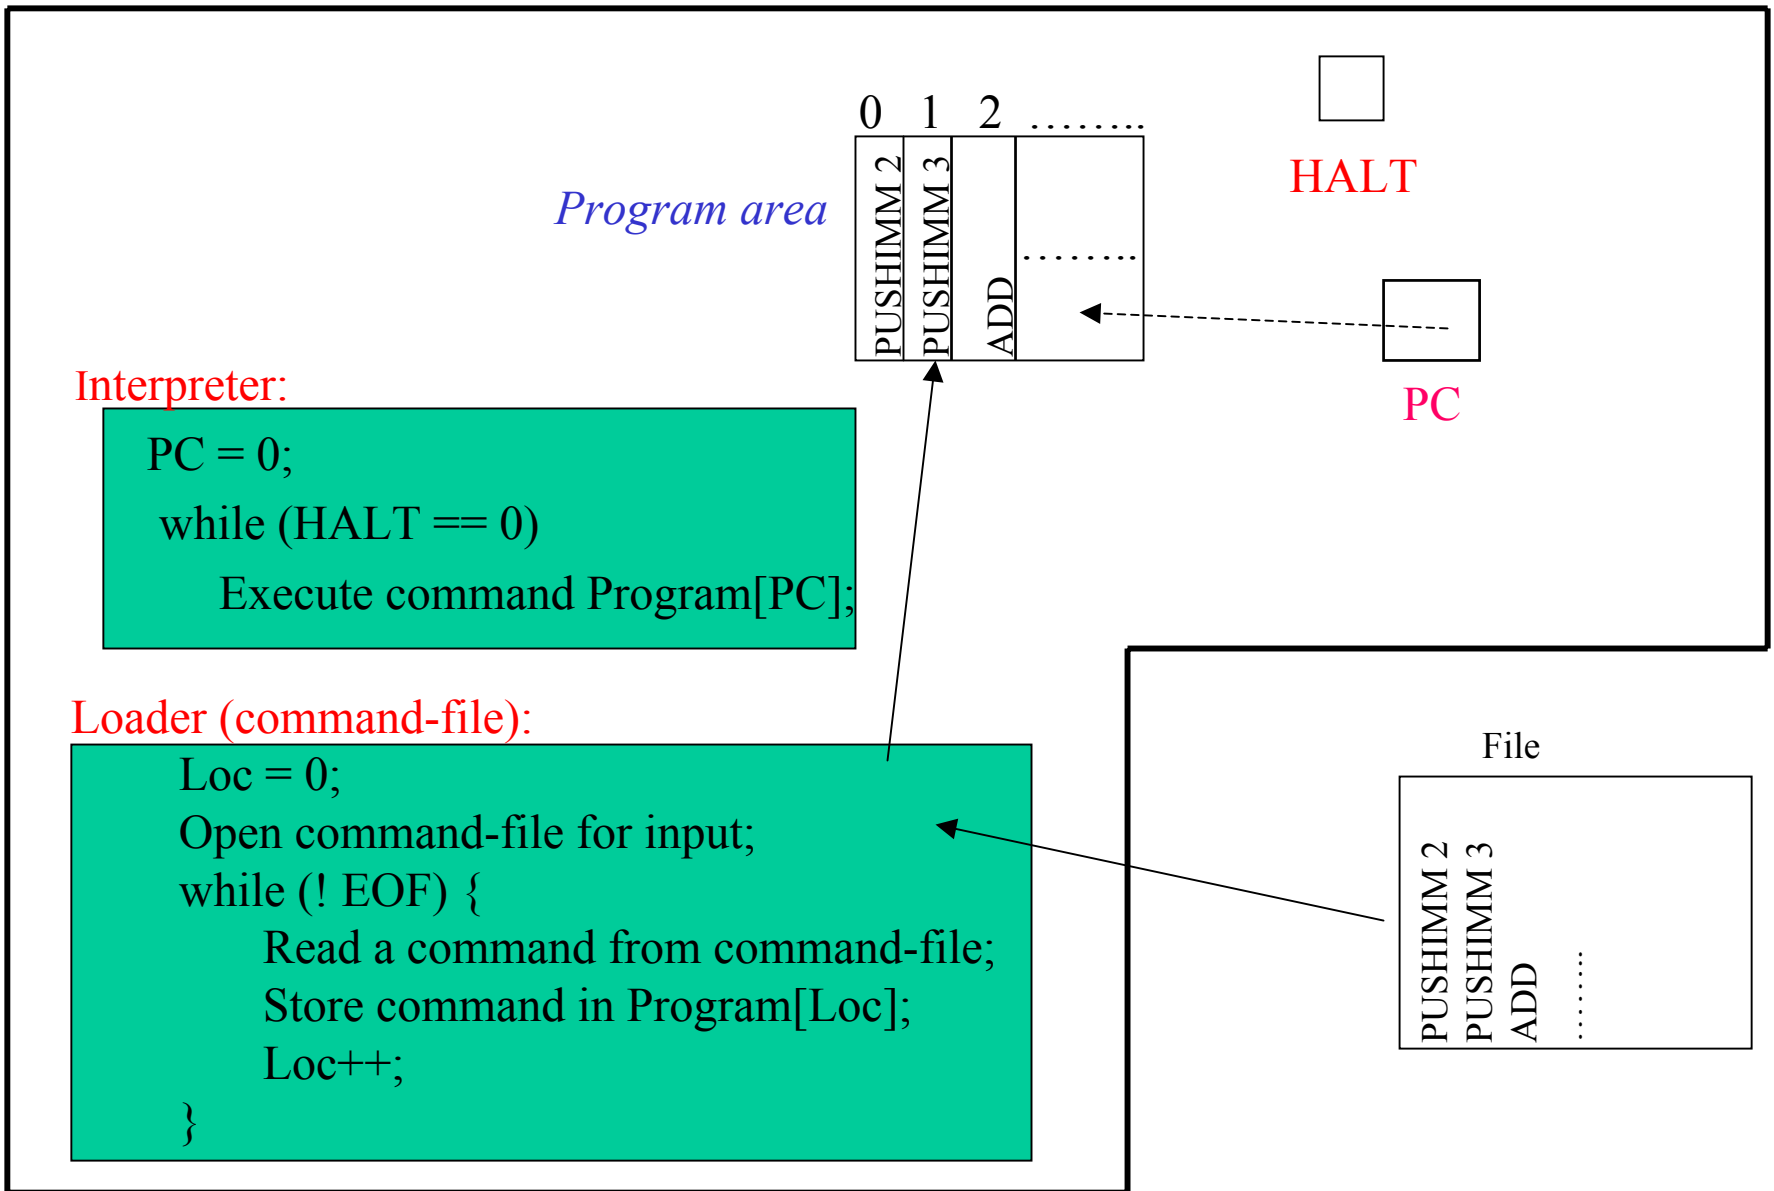 0 1 2 ........
HALT
Program area
PUSHIMM 2
PUSHIMM 3
ADD
........
PC
Interpreter:
PC = 0;
while (HALT == 0)
Execute command Program[PC];
Loader (command-file):
Loc = 0;
Open command-file for input;
while (! EOF) {
Read a command from command-file;
Store command in Program[Loc];
Loc++;
}
File
PUSHIMM 2
PUSHIMM 3
ADD
........